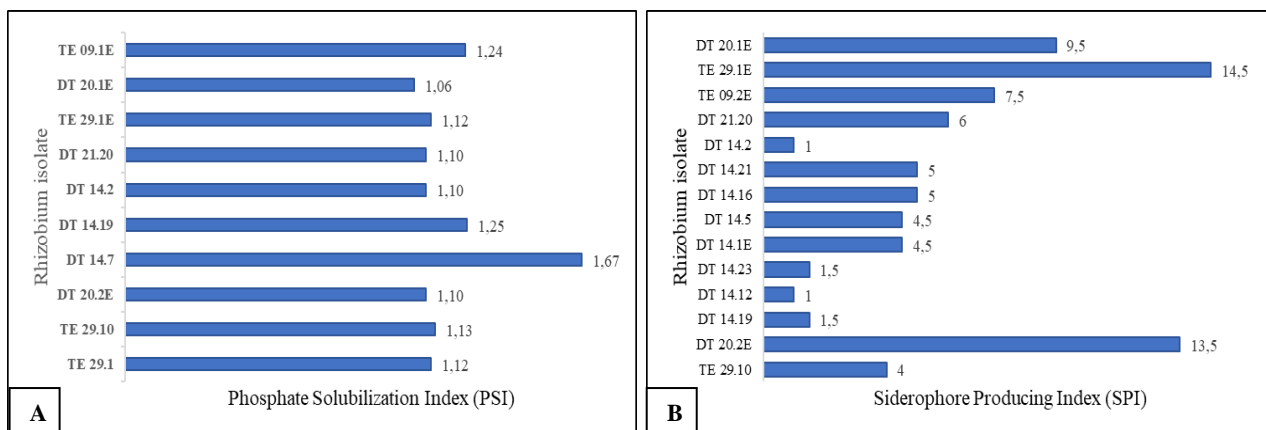 Rhizobium isolate
TE 09.1E 1,24
DT 20.1E 1,06
TE 29.1E 1,12
DT 21.20 1,10
DT 14.2 1,10
DT 14.19 1,25
DT 14.7 1,67
DT 20.2E 1,10
TE 29.10 1,13
TE 29.1 1,12
Phosphate Solubilization Index (PSI)
A
Rhizobium isolate
DT 20.1E 9,5
TE 29.1E 14,5
TE 09.2E 7,5
DT 21.20 6
DT 14.2 1
DT 14.21 5
DT 14.16 5
DT 14.5 4,5
DT 14.1E 4,5
DT 14.23 1,5
DT 14.12 1
DT 14.19 1,5
DT 20.2E 13,5
TE 29.10 4
Siderophore Producing Index (SPI)
B